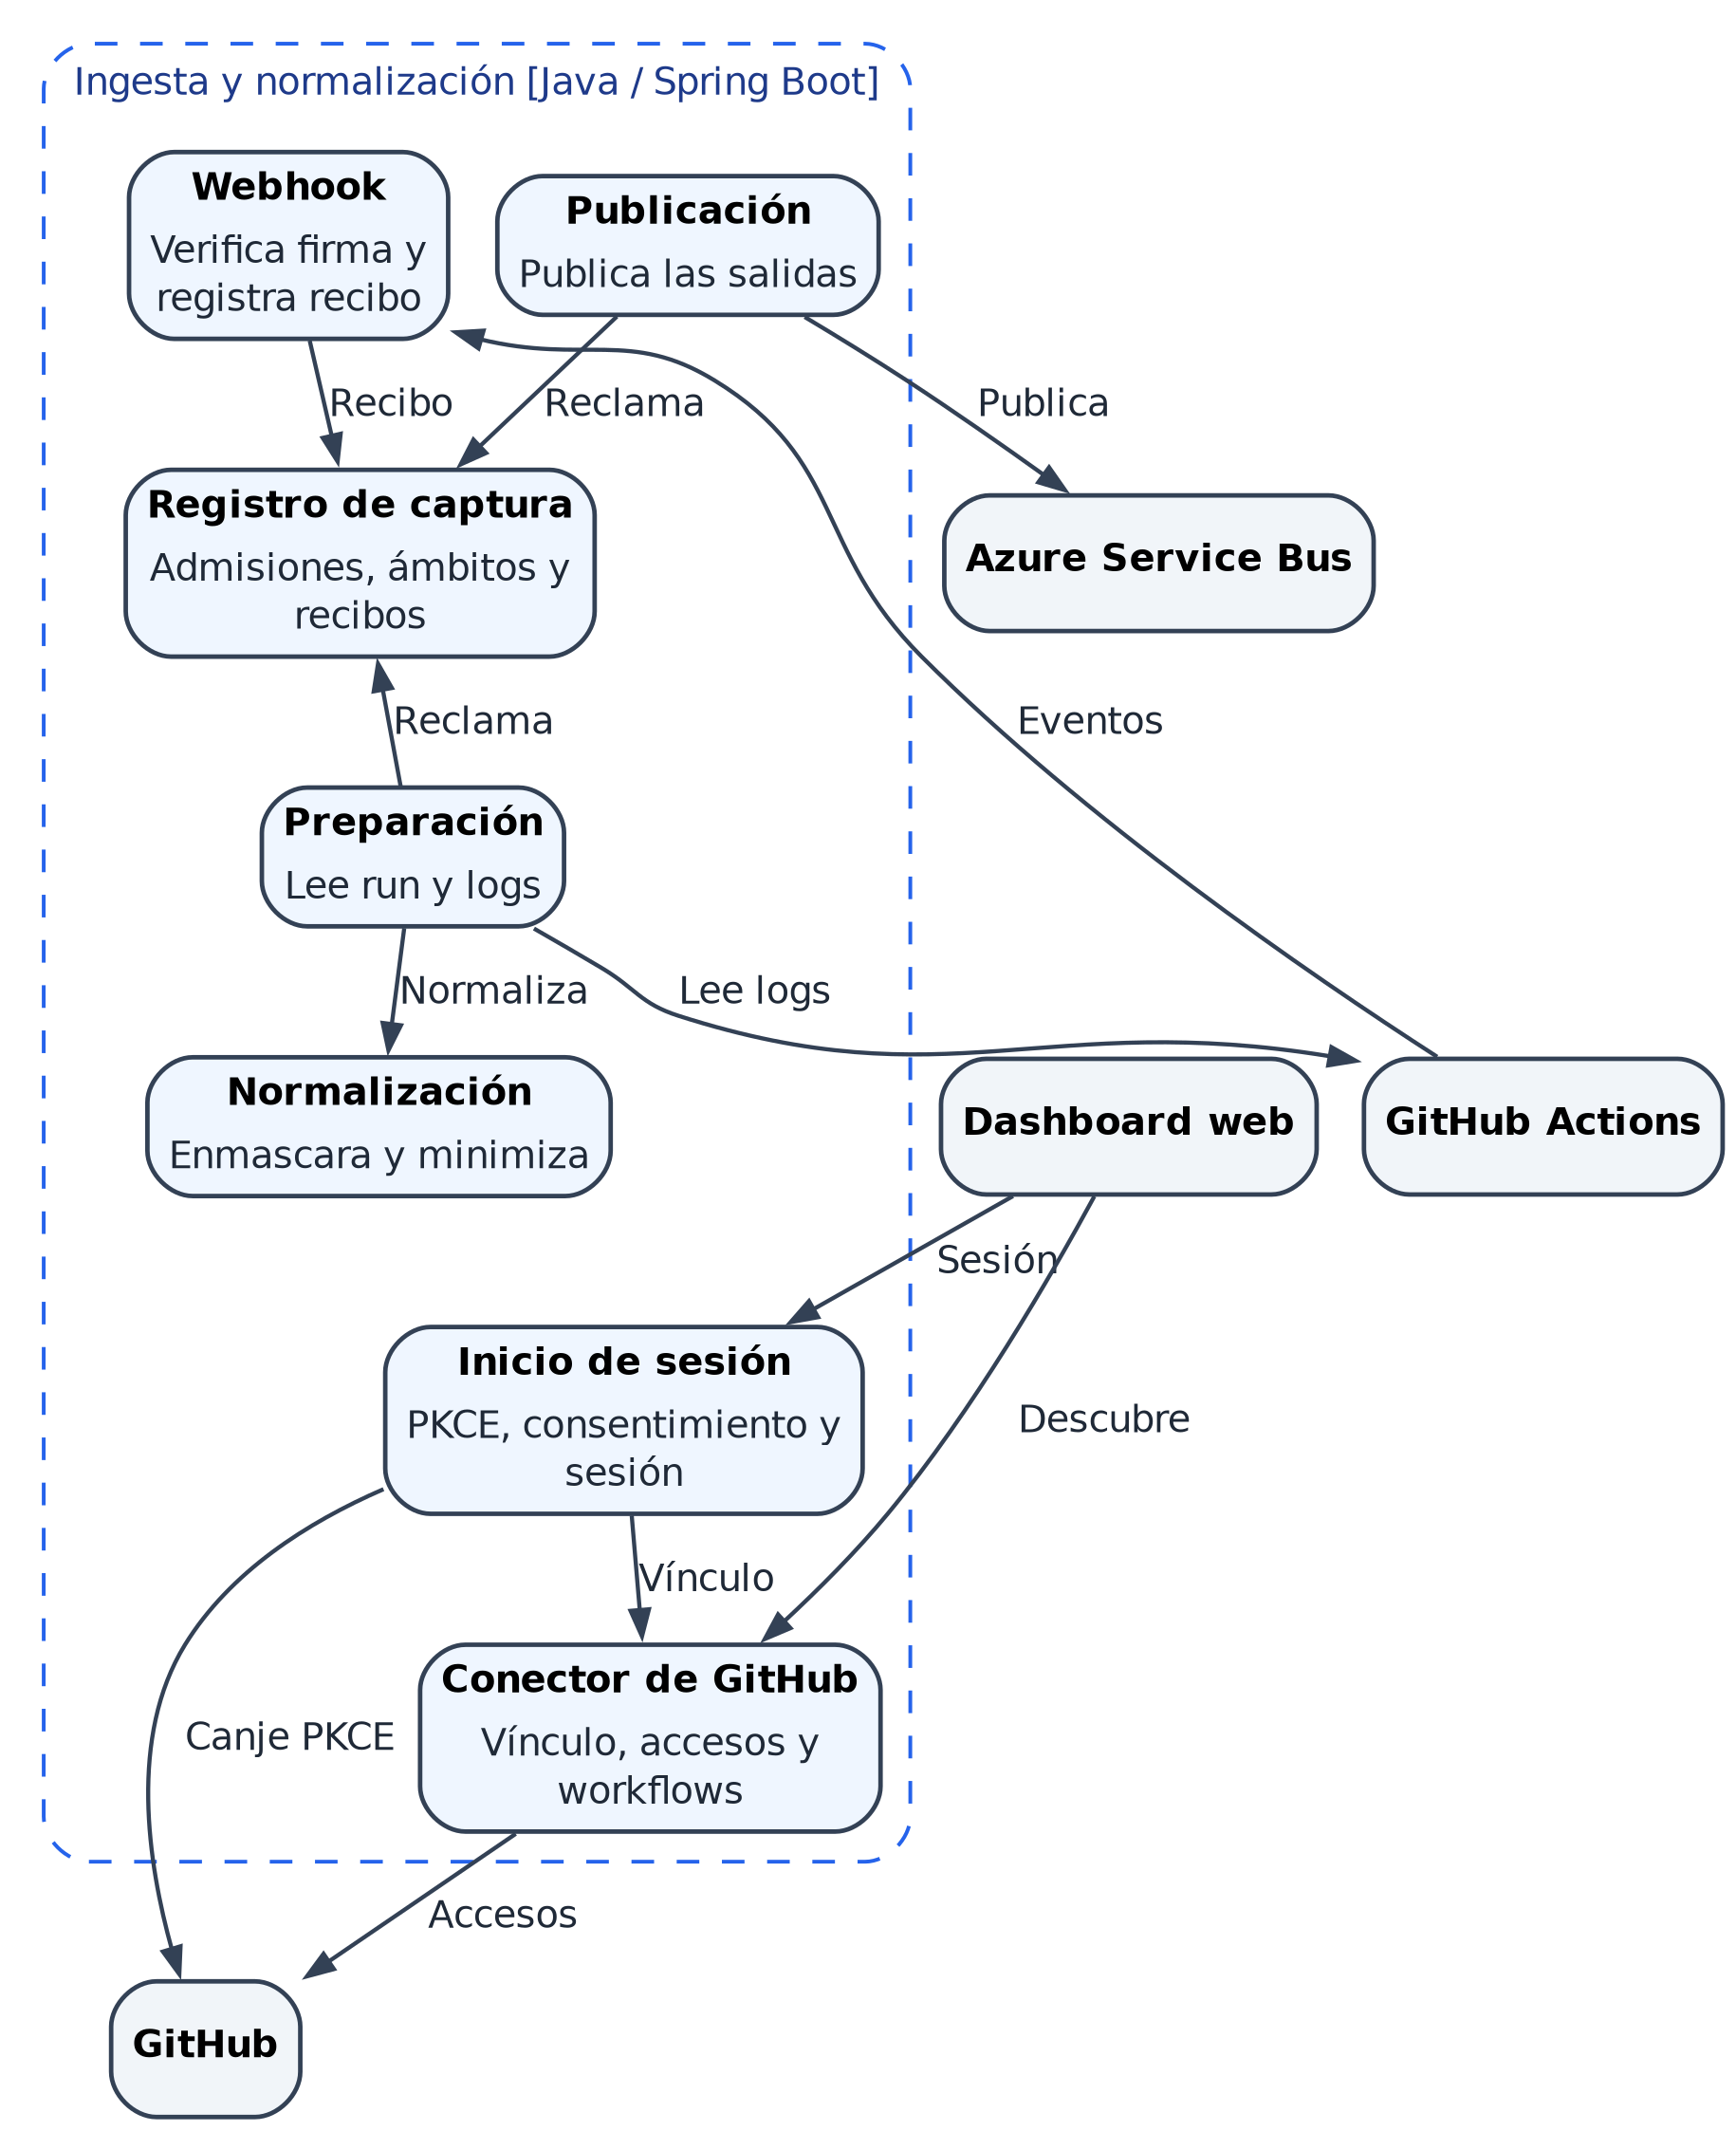 Ingesta y normalización [Java / Spring Boot]
Webhook
Verifica firma y
registra recibo
Publicación
Publica las salidas
Recibo
Reclama
Publica
Registro de captura
Admisiones, ámbitos y
recibos
Azure Service Bus
Reclama
Eventos
Preparación
Lee run y logs
Normaliza
Lee logs
Normalización
Enmascara y minimiza
Dashboard web
GitHub Actions
Sesión
Inicio de sesión
PKCE, consentimiento y
sesión
Descubre
Vínculo
Conector de GitHub
Vínculo, accesos y
workflows
Canje PKCE
Accesos
GitHub